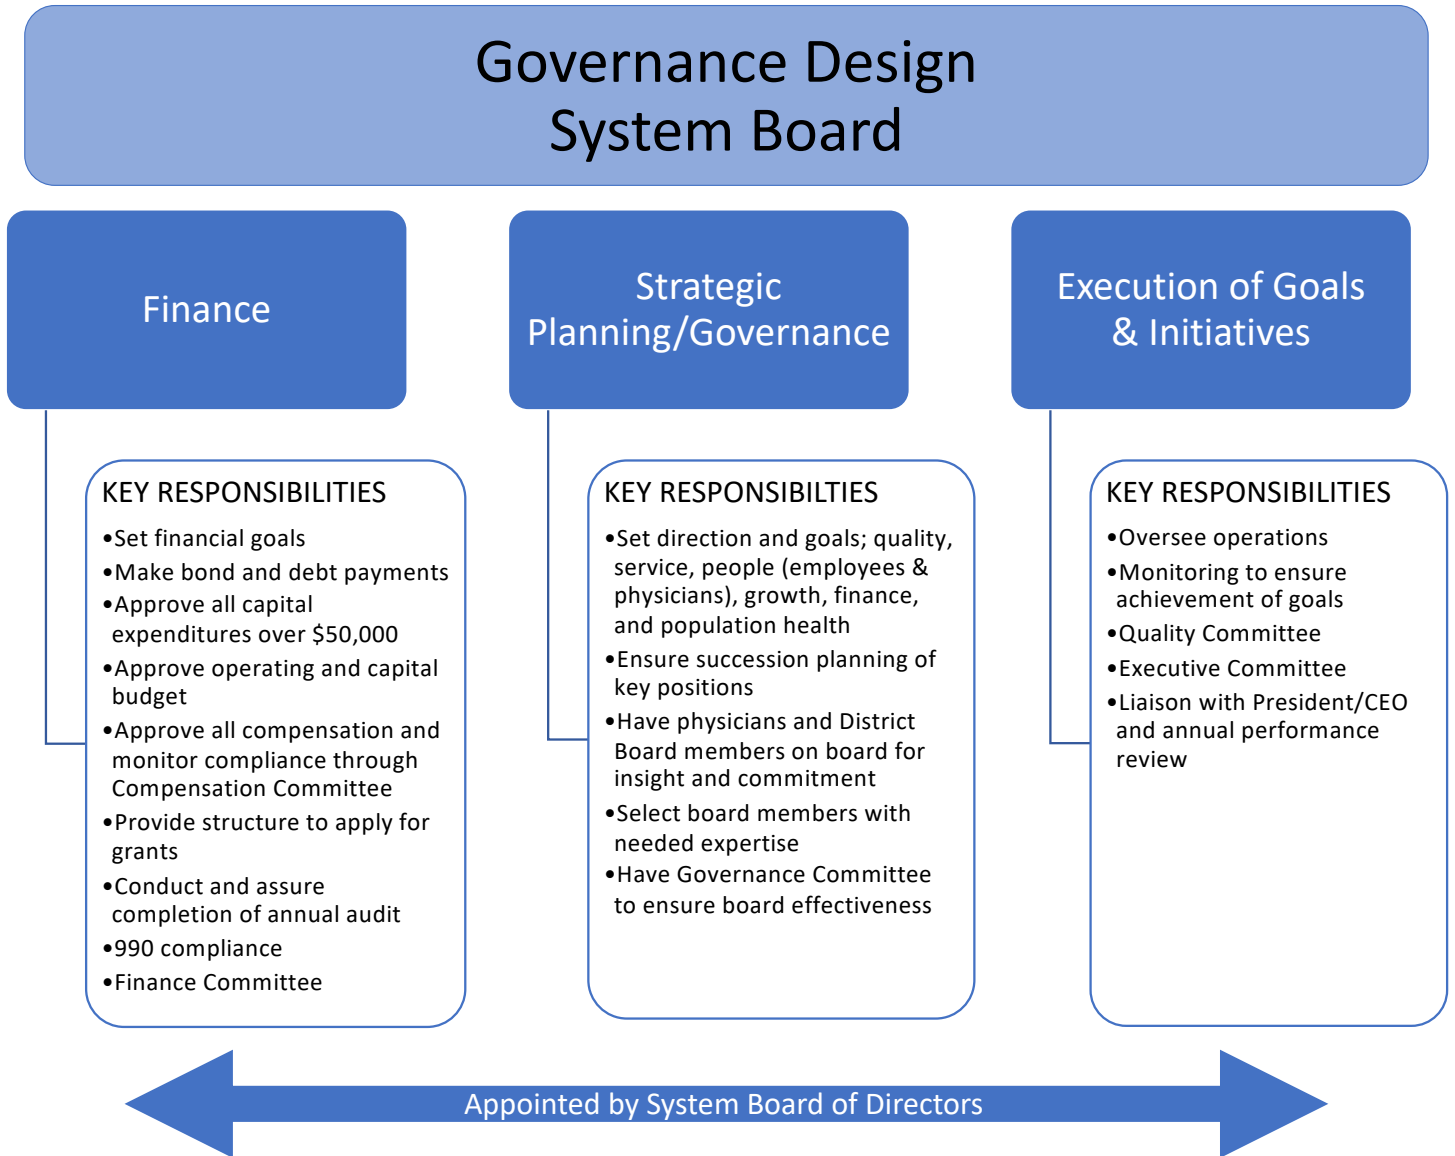 Governance Design
System Board
Finance
Strategic
Planning/Governance
Execution of Goals
& Initiatives
KEY RESPONSIBILITIES
•Set financial goals
•Make bond and debt payments
•Approve all capital
expenditures over $50,000
•Approve operating and capital
budget
•Approve all compensation and
monitor compliance through
Compensation Committee
•Provide structure to apply for
grants
•Conduct and assure
completion of annual audit
•990 compliance
•Finance Committee
KEY RESPONSIBILTIES
•Set direction and goals; quality,
service, people (employees &
physicians), growth, finance,
and population health
•Ensure succession planning of
key positions
•Have physicians and District
Board members on board for
insight and commitment
•Select board members with
needed expertise
•Have Governance Committee
to ensure board effectiveness
KEY RESPONSIBILITIES
•Oversee operations
•Monitoring to ensure
achievement of goals
•Quality Committee
•Executive Committee
•Liaison with President/CEO
and annual performance
review
Appointed by System Board of Directors